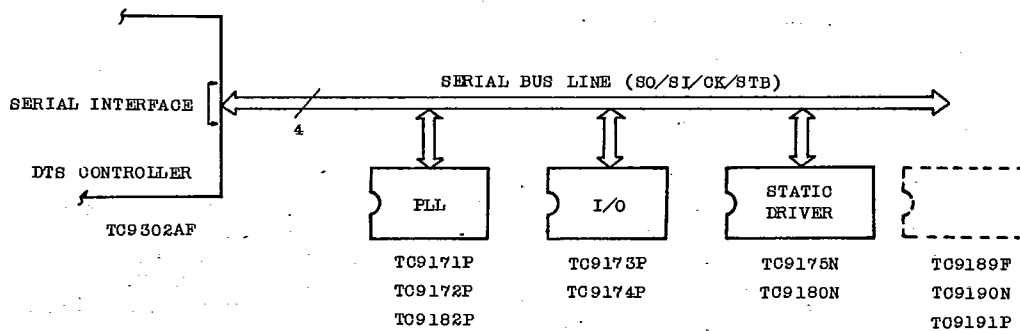 SERIAL BUS LINE (SO/SI/CK/STB)
SERIAL INTERFACE
4
DTS CONTROLLER
PLL
I/O
STATIC
DRIVER
TC9302AF
TC9171P
TC9172P
TC9182P
TC9173P
TC9174P
TC9175N
TC9180N
TC9189F
TC9190N
TC9191P